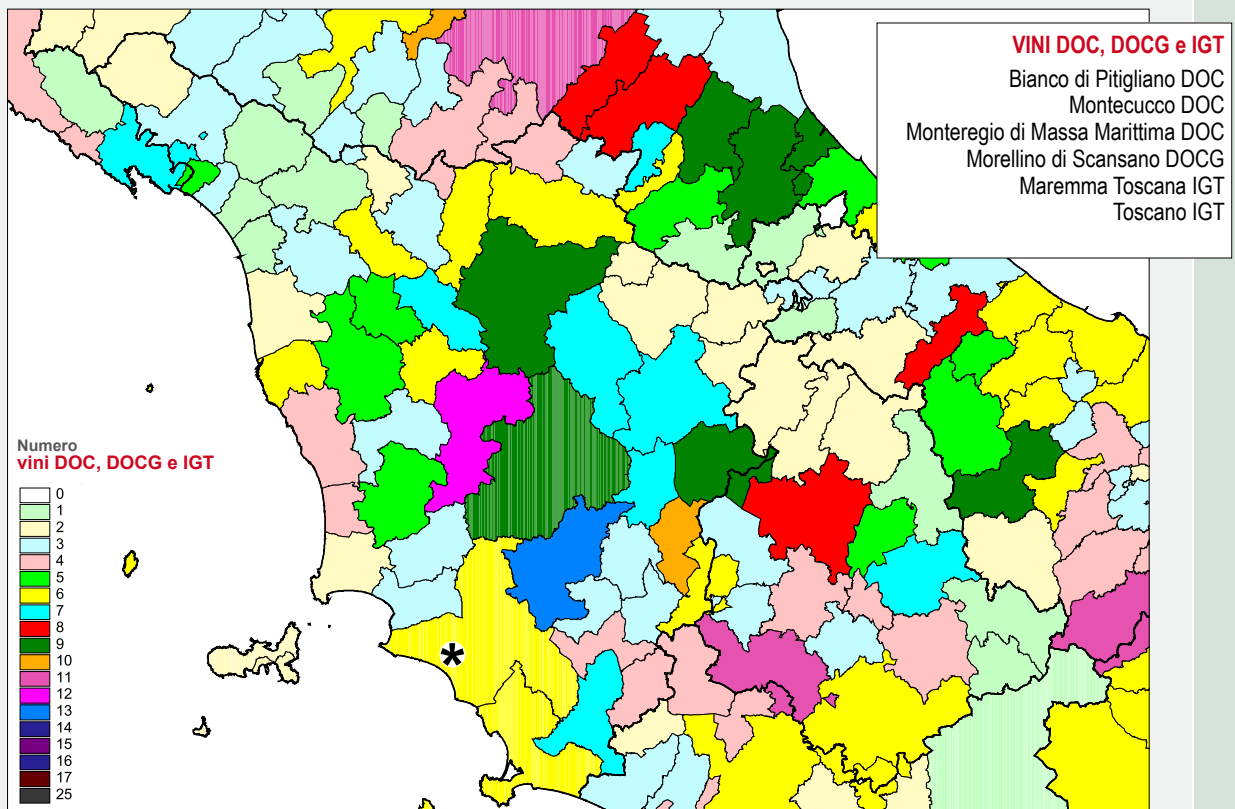 VINI DOC, DOCG e IGT
Bianco di Pitigliano DOC
Montecucco DOC
Monteregio di Massa Marittima DOC
Morellino di Scansano DOCG
Maremma Toscana IGT
Toscano IGT
Numero
vini DOC, DOCG e IGT
0
1
2
3
4
5
6
7
8
9
10
11
12
13
14
15
16
17
25
*